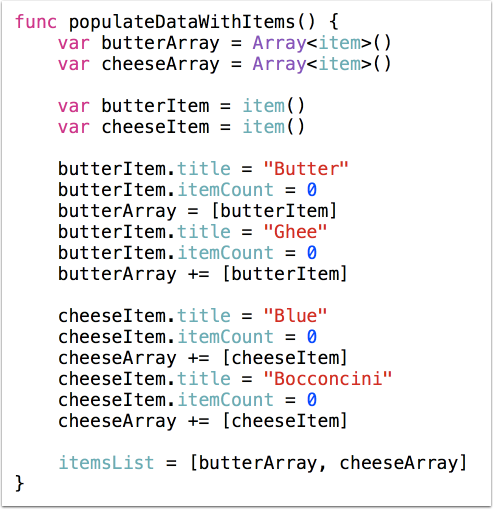 func populateDataWithItems() {
    var butterArray = Array<item>()
    var cheeseArray = Array<item>()

    var butterItem = item()
    var cheeseItem = item()

    butterItem.title = "Butter"
    butterItem.itemCount = 0
    butterArray = [butterItem]
    butterItem.title = "Ghee"
    butterItem.itemCount = 0
    butterArray += [butterItem]

    cheeseItem.title = "Blue"
    cheeseItem.itemCount = 0
    cheeseArray += [cheeseItem]
    cheeseItem.title = "Bocconcini"
    cheeseItem.itemCount = 0
    cheeseArray += [cheeseItem]

    itemsList = [butterArray, cheeseArray]
}